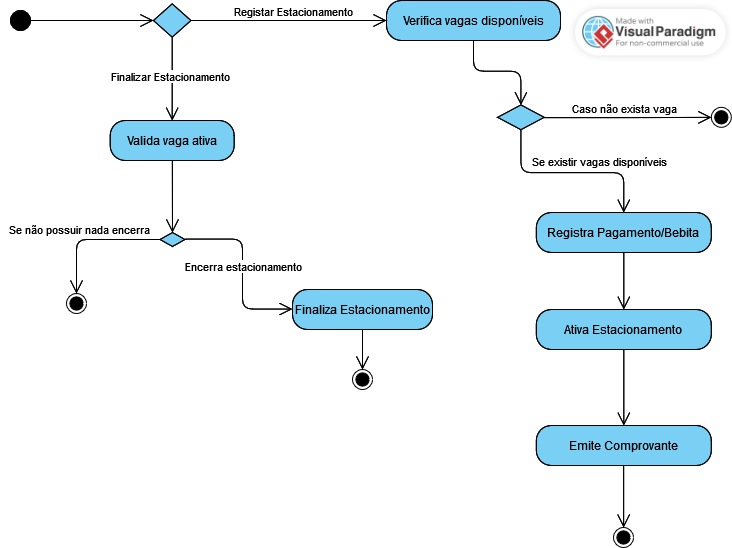 Registar Estacionamento
Verifica vagas disponíveis
Made with
Visual Paradigm
For non-commercial use
Finalizar Estacionamento
Caso não exista vaga
Valida vaga ativa
Se existir vagas disponíveis
Se não possuir nada encerra
Registra Pagamento/Bebita
Encerra estacionamento
Finaliza Estacionamento
Ativa Estacionamento
Emite Comprovante